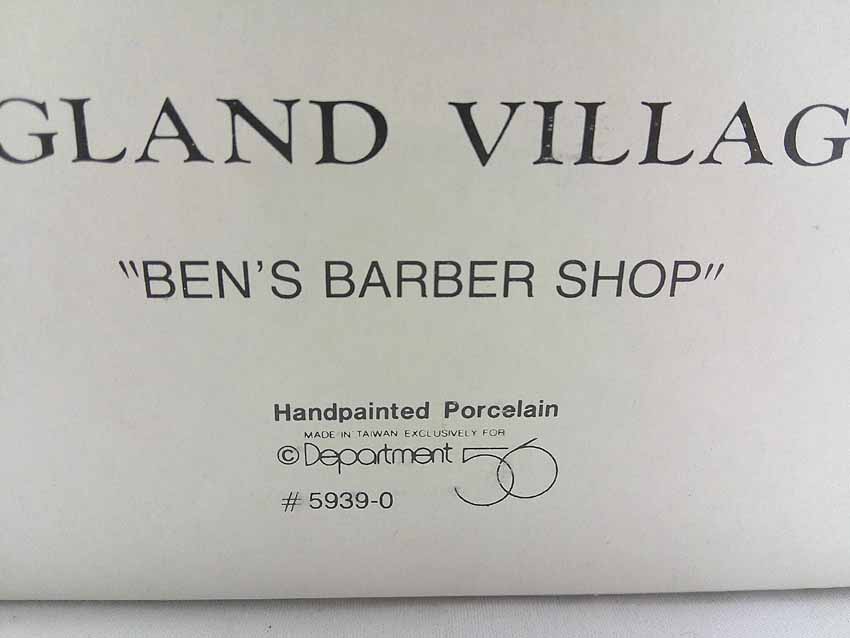 GLAND VILLAG
"BEN'S BARBER SHOP"
Handpainted Porcelain
MADE IN TAIWAN EXCLUSIVELY FOR
© Department 56
# 5939-0